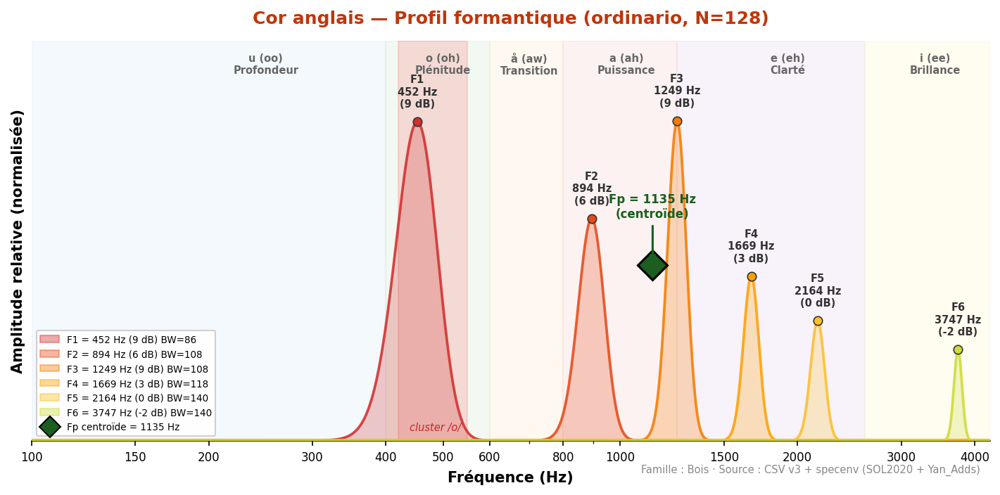 Cor anglais — Profil formantique (ordinario, N=128)
u (oo)
Profondeur
o (oh)
Plénitude
å (aw)
Transition
a (ah)
Puissance
e (eh)
Clarté
i (ee)
Brillance
F1
452 Hz
(9 dB)
F2
894 Hz
(6 dB)
Fp = 1135 Hz
(centroïde)
F3
1249 Hz
(9 dB)
F4
1669 Hz
(3 dB)
F5
2164 Hz
(0 dB)
F6
3747 Hz
(-2 dB)
Amplitude relative (normalisée)
F1 = 452 Hz (9 dB) BW=86
F2 = 894 Hz (6 dB) BW=108
F3 = 1249 Hz (9 dB) BW=108
F4 = 1669 Hz (3 dB) BW=118
F5 = 2164 Hz (0 dB) BW=140
F6 = 3747 Hz (-2 dB) BW=140
Fp centroïde = 1135 Hz
cluster /o/
100 150 200 300 400 500 600 800 1000 1500 2000 3000 4000
Fréquence (Hz)
Famille : Bois · Source : CSV v3 + specenv (SOL2020 + Yan_Adds)